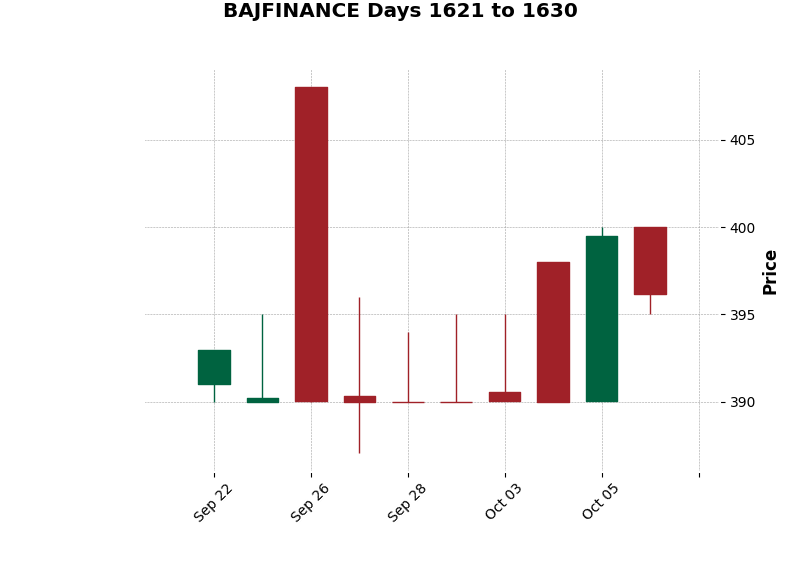 BAJFINANCE Days 1621 to 1630
405
400
395
390
Price
Sep 22
Sep 26
Sep 28
Oct 03
Oct 05